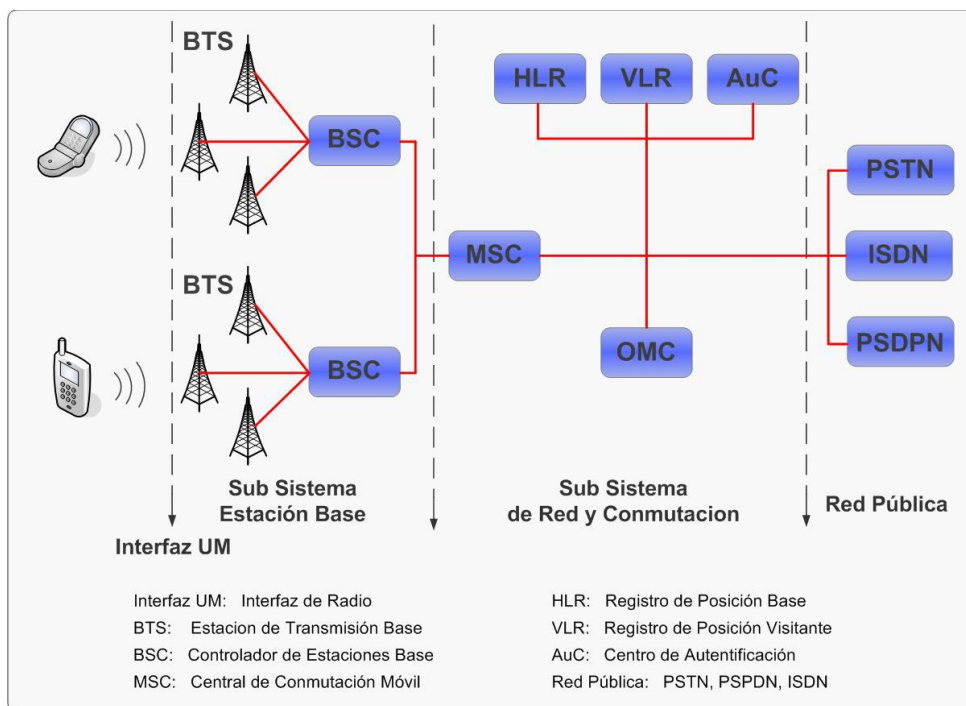 BTS
HLR
VLR
AuC
BSC
PSTN
MSC
ISDN
BTS
OMC
PSDPN
BSC
Sub Sistema
Estación Base
Sub Sistema
de Red y Conmutacion
Red Pública
Interfaz UM
Interfaz UM: Interfaz de Radio
BTS: Estacion de Transmisión Base
BSC: Controlador de Estaciones Base
MSC: Central de Conmutación Móvil
HLR: Registro de Posición Base
VLR: Registro de Posición Visitante
AuC: Centro de Autentificación
Red Pública: PSTN, PSPDN, ISDN